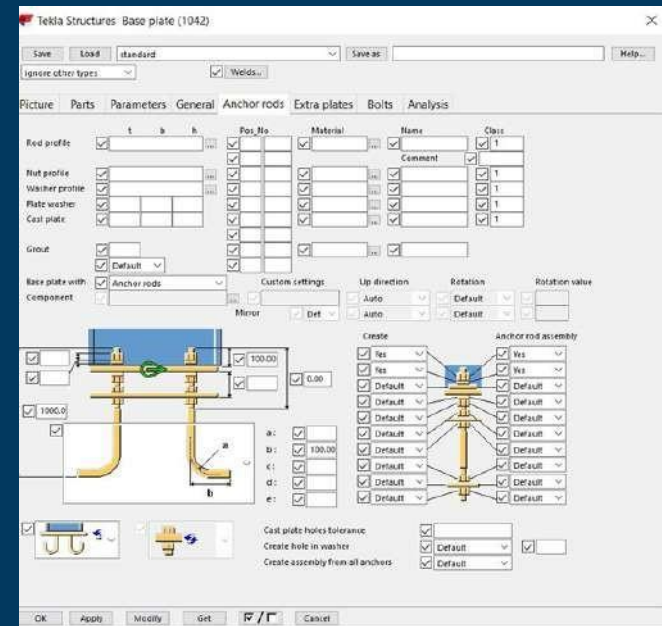 Tekla Structures Base plate (1042)
Save Load standard Save as Help...
Ignore other types Welds...
Picture Parts Parameters General Anchor rods Extra plates Bolts Analysis
t b h Pos_No Material Name Class
Rod profile 1
Comment
Nut profile 1
Washer profile 1
Plate washer 1
Cast plate 1
Grout
Default
Base plate with Anchor rods Custom settings Up direction Rotation Rotation value
Component Auto Default
Mirror Def Auto Default
Create Anchor rod assembly
100.00 Yes Yes
0.00 Yes Yes
Default Default
1000.0 Default Default
a: Default Default
a b: 100.00 Default Default
c: Default Default
b d: Default Default
e: Default Default
Cast plate holes tolerance
Create hole in washer Default
Create assembly from all anchors Default
OK Apply Modify Get / Cancel